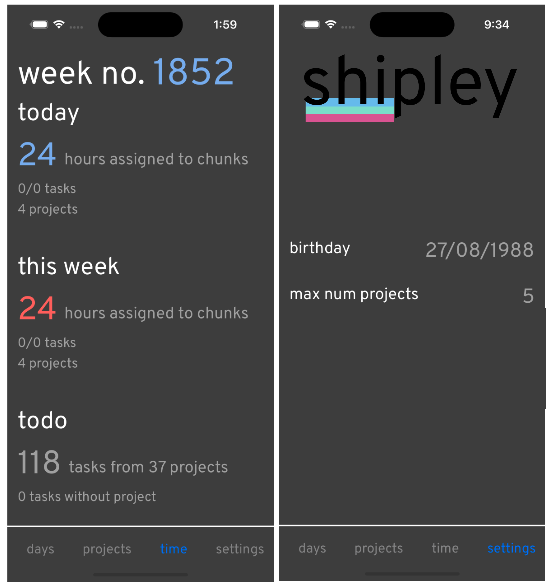 1:59
week no. 1852
today
24 hours assigned to chunks
0/0 tasks
4 projects
this week
24 hours assigned to chunks
0/0 tasks
4 projects
todo
118 tasks from 37 projects
0 tasks without project
days projects time settings
9:34
shipley
birthday 27/08/1988
max num projects 5
days projects time settings